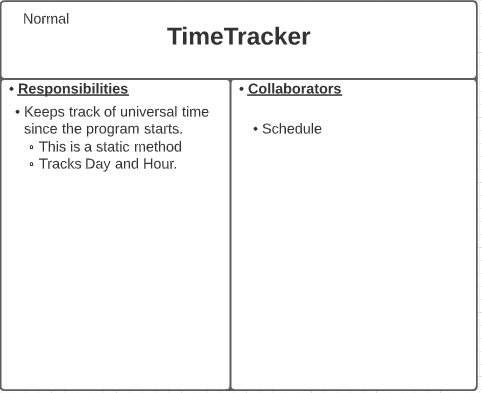 Normal
TimeTracker
• Responsibilities
• Keeps track of universal time
since the program starts.
◦ This is a static method
◦ Tracks Day and Hour.
• Collaborators
• Schedule